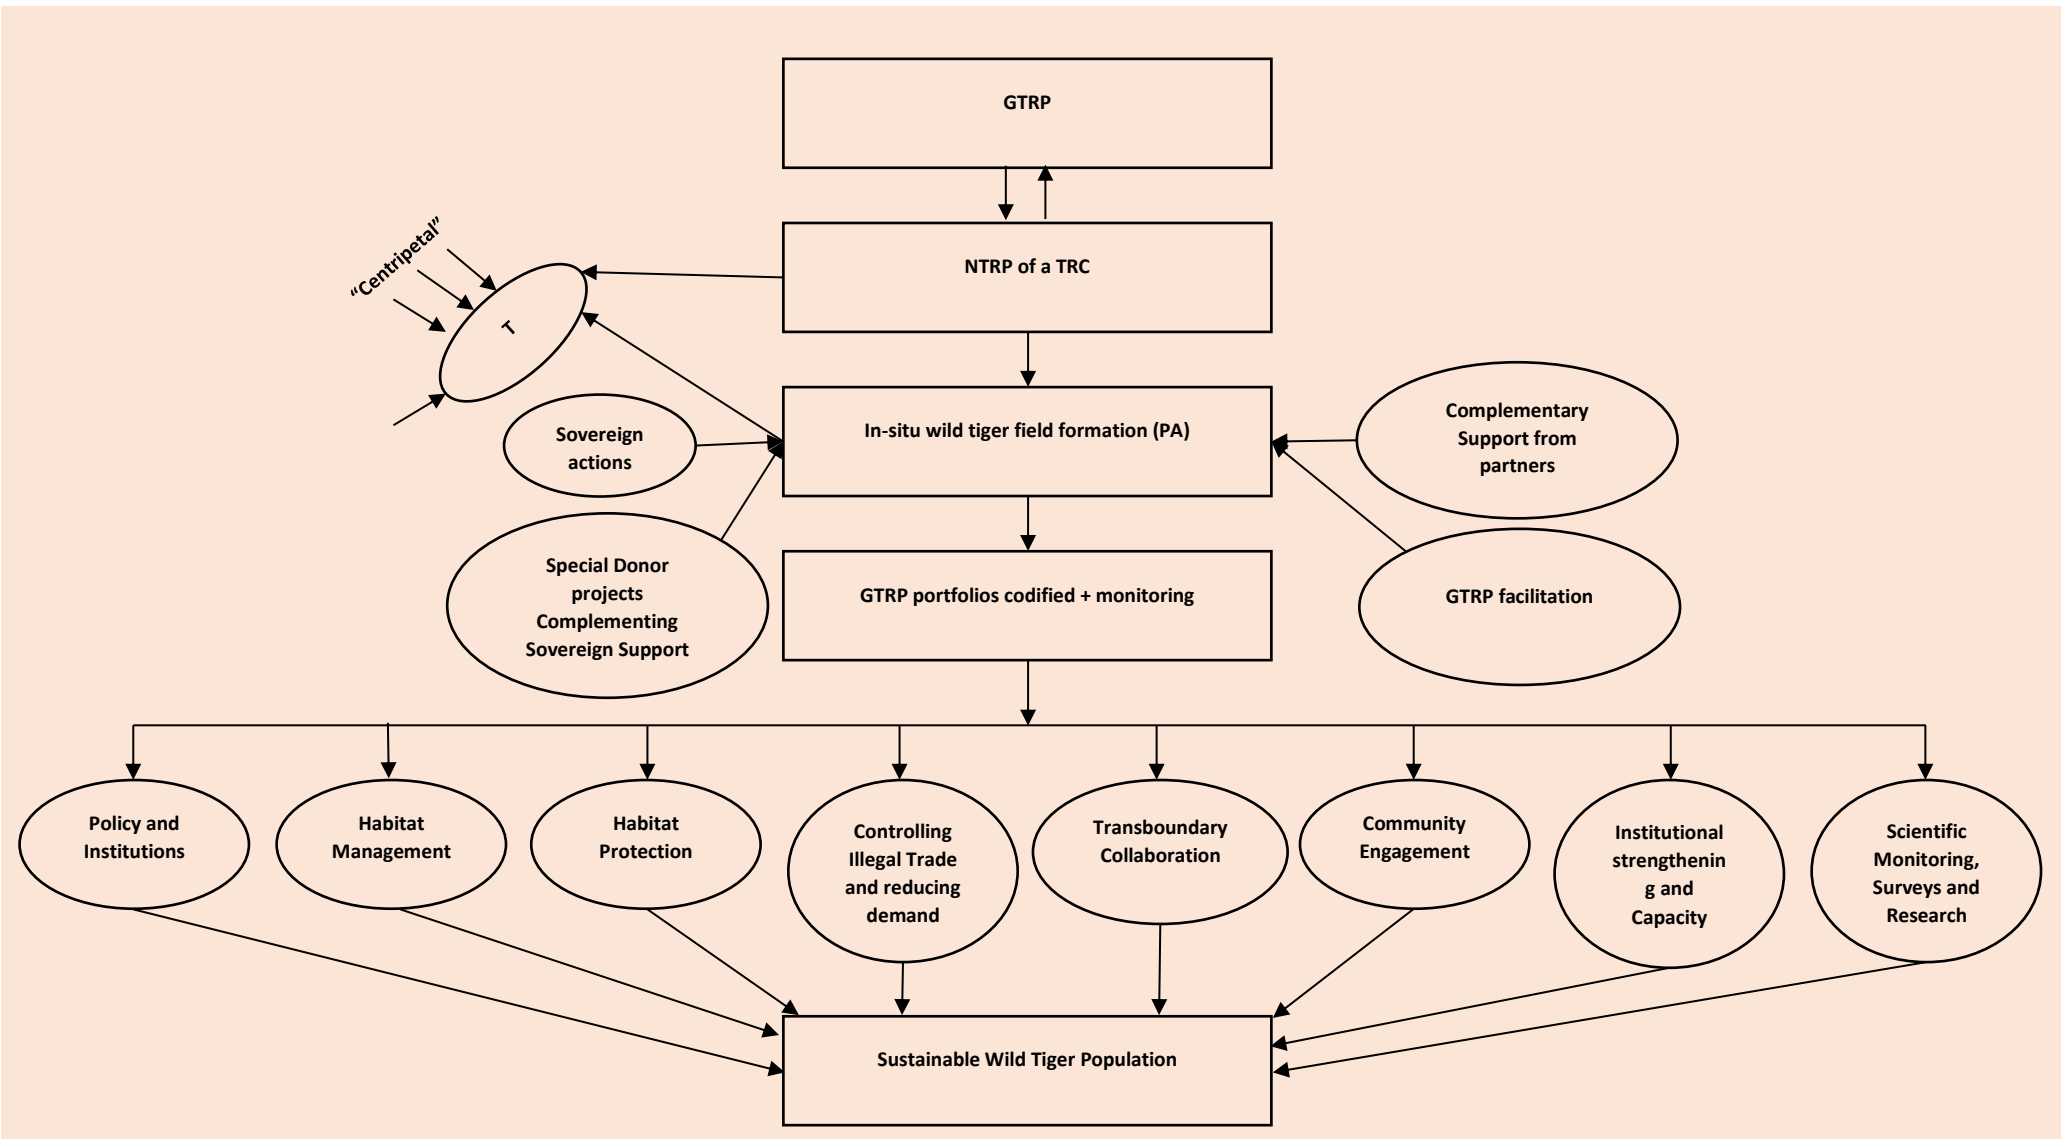 GTRP
NTRP of a TRC
“Centripetal”
T
In-situ wild tiger field formation (PA)
Sovereign
actions
Complementary
Support from
partners
Special Donor
projects
Complementing
Sovereign Support
GTRP portfolios codified + monitoring
GTRP facilitation
Policy and
Institutions
Habitat
Management
Habitat
Protection
Controlling
Illegal Trade
and reducing
demand
Transboundary
Collaboration
Community
Engagement
Institutional
strengthenin
g and
Capacity
Scientific
Monitoring,
Surveys and
Research
Sustainable Wild Tiger Population